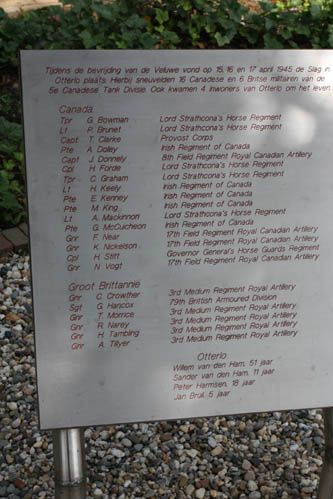 Tijdens de bevrijding van de Veluwe vond op 15, 16 en 17 april 1945 de Slag in
Otterlo plaats. Hierbij sneuvelden 16 Canadese en 6 Britse militairen van de
5e Canadese Tank Divisie. Ook kwamen 4 inwoners van Otterlo om het leven.
Canada
Tpr G. Bowman Lord Strathcona's Horse Regiment
Lt P. Brunet Lord Strathcona's Horse Regiment
Capt T. Clarke Provost Corps
Pte A. Dolley Irish Regiment of Canada
Capt J. Donnely 8th Field Regiment Royal Canadian Artillery
Cpl H. Forde Lord Strathcona's Horse Regiment
Tpr C. Graham Lord Strathcona's Horse Regiment
Lt H. Keely Irish Regiment of Canada
Pte E. Kenney Irish Regiment of Canada
Pte M. King Irish Regiment of Canada
Lt A. Mackinnon Lord Strathcona's Horse Regiment
Pte G. McCucheon Irish Regiment of Canada
Gnr F. Near 17th Field Regiment Royal Canadian Artillery
Gnr K. Nickelson 17th Field Regiment Royal Canadian Artillery
Cpl H. Stitt Governor General's Horse Guards Regiment
Gnr N. Vogt 17th Field Regiment Royal Canadian Artillery
Groot Brittannie
Gnr C. Crowther 3rd Medium Regiment Royal Artillery
Sgt G. Hancox 79th British Armoured Division
Gnr T. Morrice 3rd Medium Regiment Royal Artillery
Gnr R. Narey 3rd Medium Regiment Royal Artillery
Gnr H. Tambling 3rd Medium Regiment Royal Artillery
Gnr A. Tillyer 3rd Medium Regiment Royal Artillery
Otterlo
Willem van den Ham, 51 jaar
Sander van den Ham, 11 jaar
Peter Harmsen, 18 jaar
Jan Brul, 5 jaar